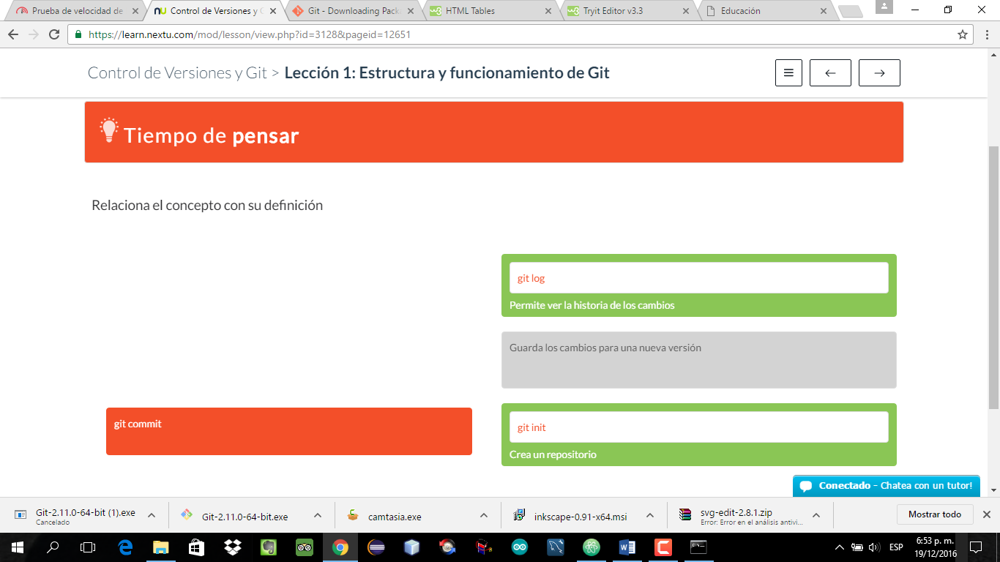 Prueba de velocidad de
Control de Versiones y G
Git - Downloading Pack
HTML Tables
Tryit Editor v3.3
Educación
https://learn.nextu.com/mod/lesson/view.php?id=3128&pageid=12651
Control de Versiones y Git > Lección 1: Estructura y funcionamiento de Git
Tiempo de pensar
Relaciona el concepto con su definición
git log
Permite ver la historia de los cambios
Guarda los cambios para una nueva versión
git commit
git init
Crea un repositorio
Conectado - Chatea con un tutor!
Git-2.11.0-64-bit (1).exe
Cancelado
Git-2.11.0-64-bit.exe
camtasia.exe
inkscape-0.91-x64.msi
svg-edit-2.8.1.zip
Error: Error en el análisis antivi...
Mostrar todo
ESP
6:53 p. m.
19/12/2016